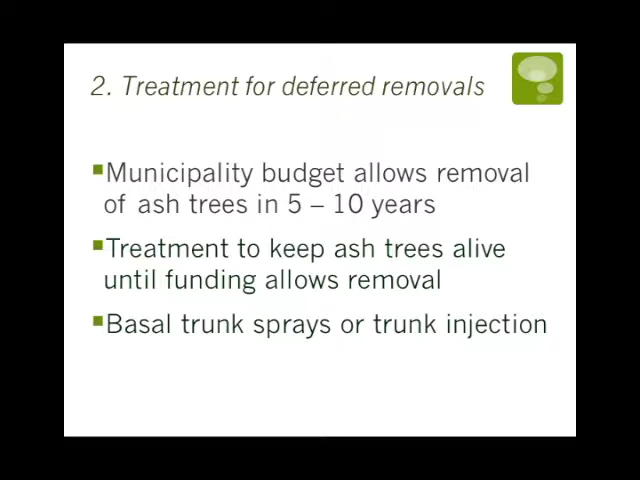 2. Treatment for deferred removals
▪Municipality budget allows removal
of ash trees in 5 – 10 years
▪Treatment to keep ash trees alive
until funding allows removal
▪Basal trunk sprays or trunk injection